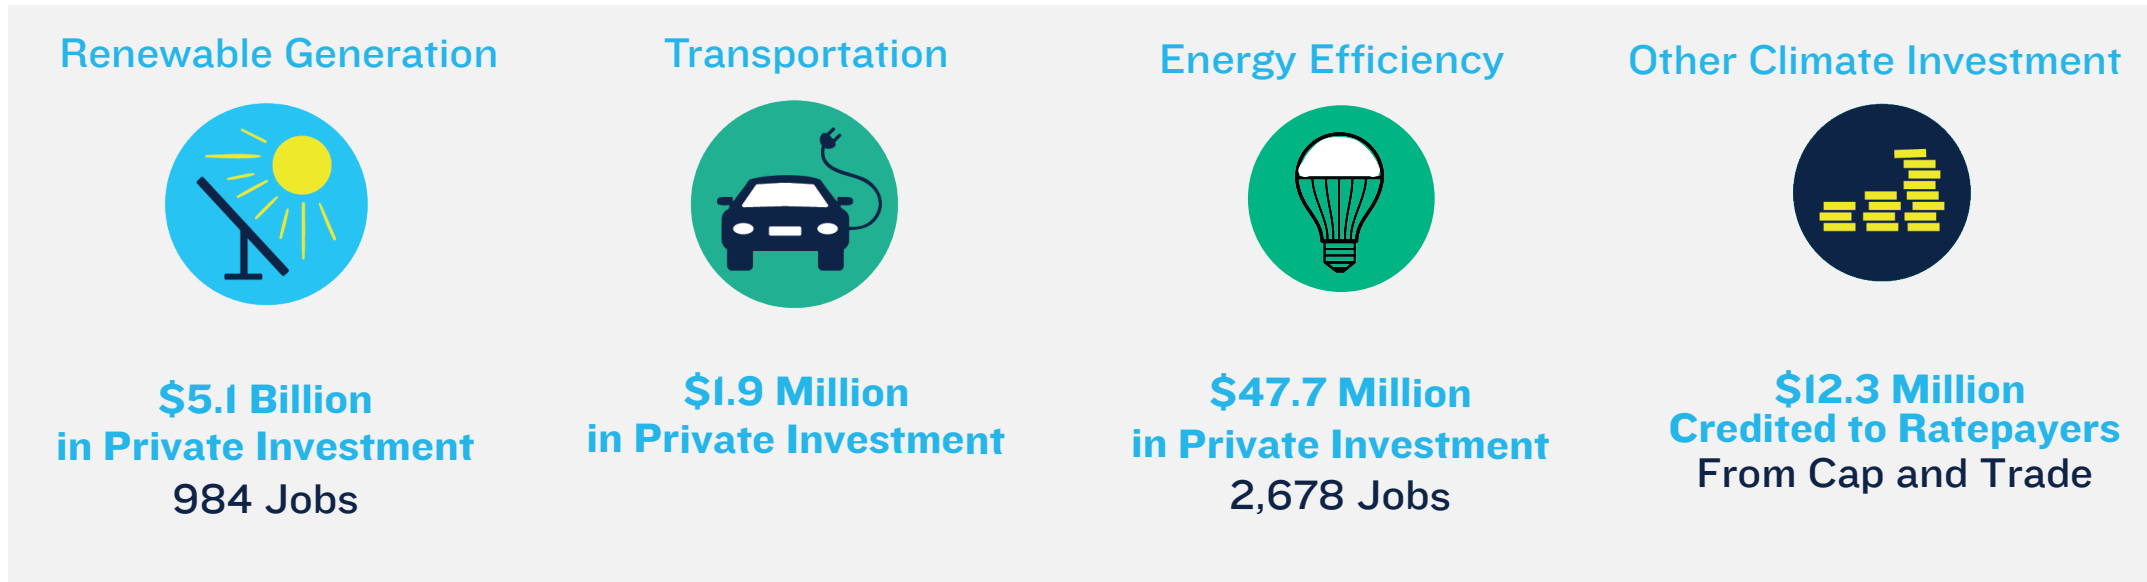 Renewable Generation
$5.1 Billion
in Private Investment
984 Jobs
Transportation
$1.9 Million
in Private Investment
Energy Efficiency
$47.7 Million
in Private Investment
2,678 Jobs
Other Climate Investment
$12.3 Million
Credited to Ratepayers
From Cap and Trade